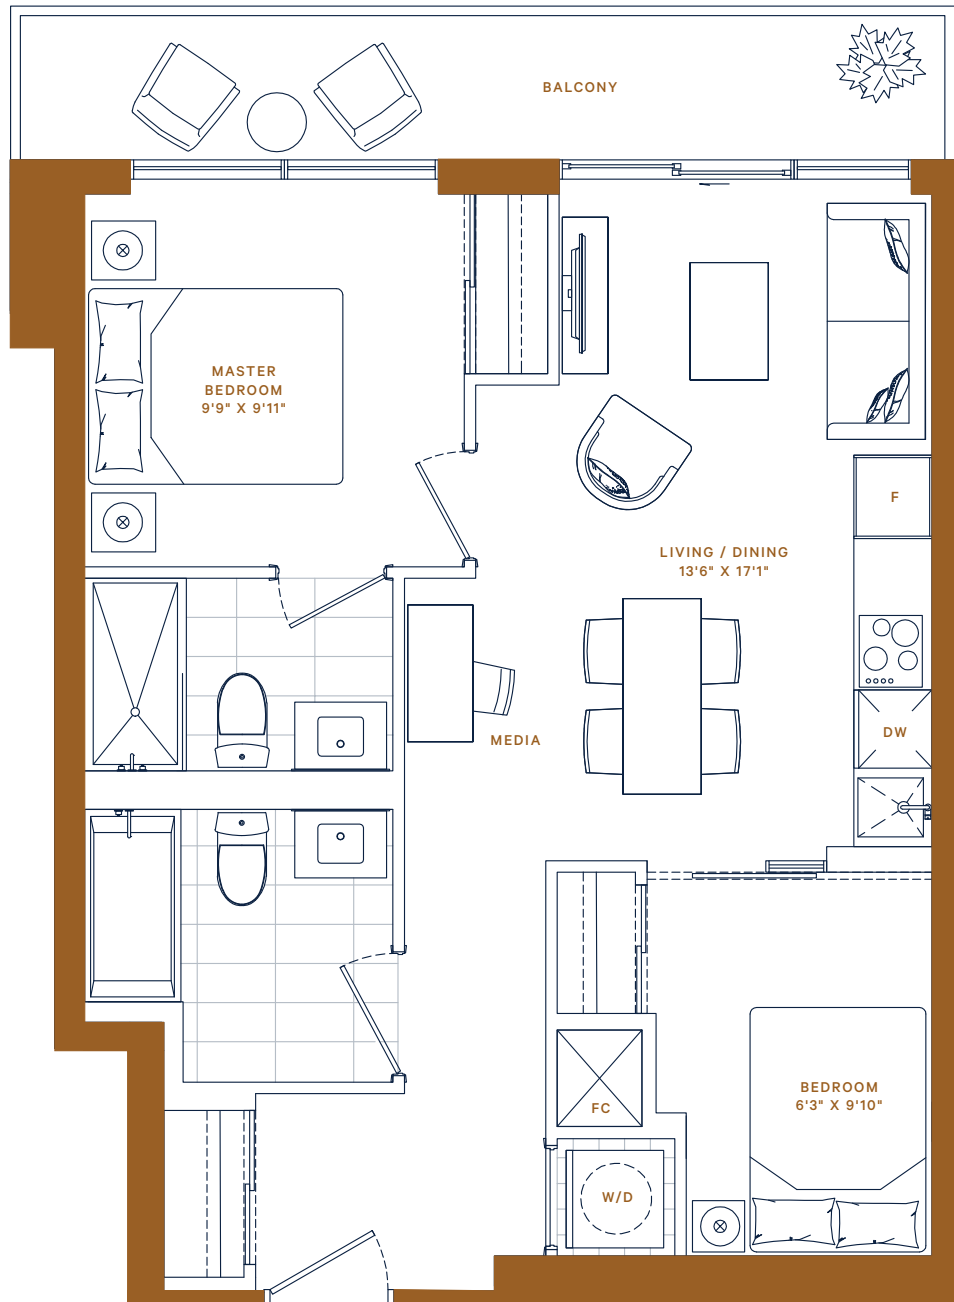 BALCONY
MASTER
BEDROOM
9'9" X 9'11"
F
LIVING / DINING
13'6" X 17'1"
DW
MEDIA
BEDROOM
6'3" X 9'10"
FC
W/D